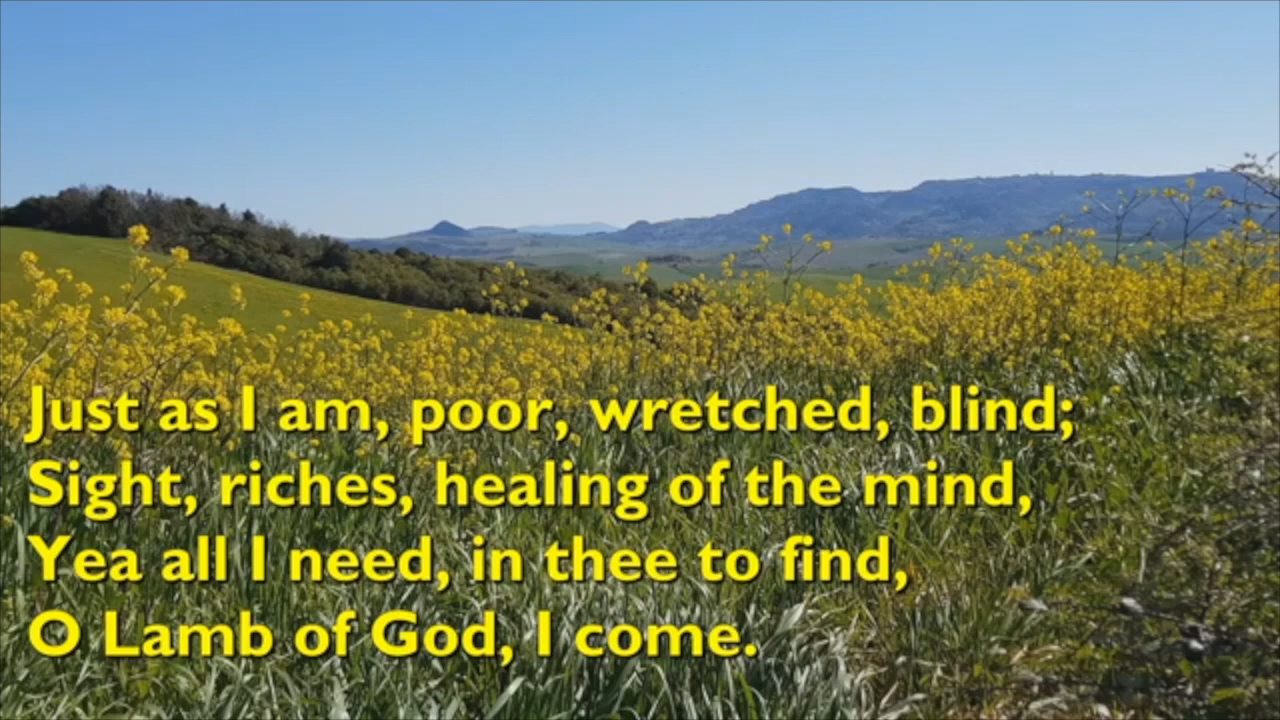 Just as I am, poor, wretched, blind;
Sight, riches, healing of the mind,
Yea all I need, in thee to find,
O Lamb of God, I come.